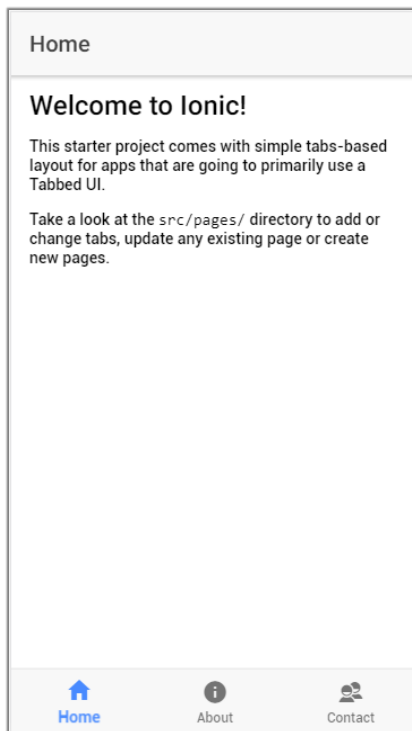 Home
Welcome to Ionic!
This starter project comes with simple tabs-based
layout for apps that are going to primarily use a
Tabbed UI.
Take a look at the src/pages/ directory to add or
change tabs, update any existing page or create
new pages.
Home
About
Contact